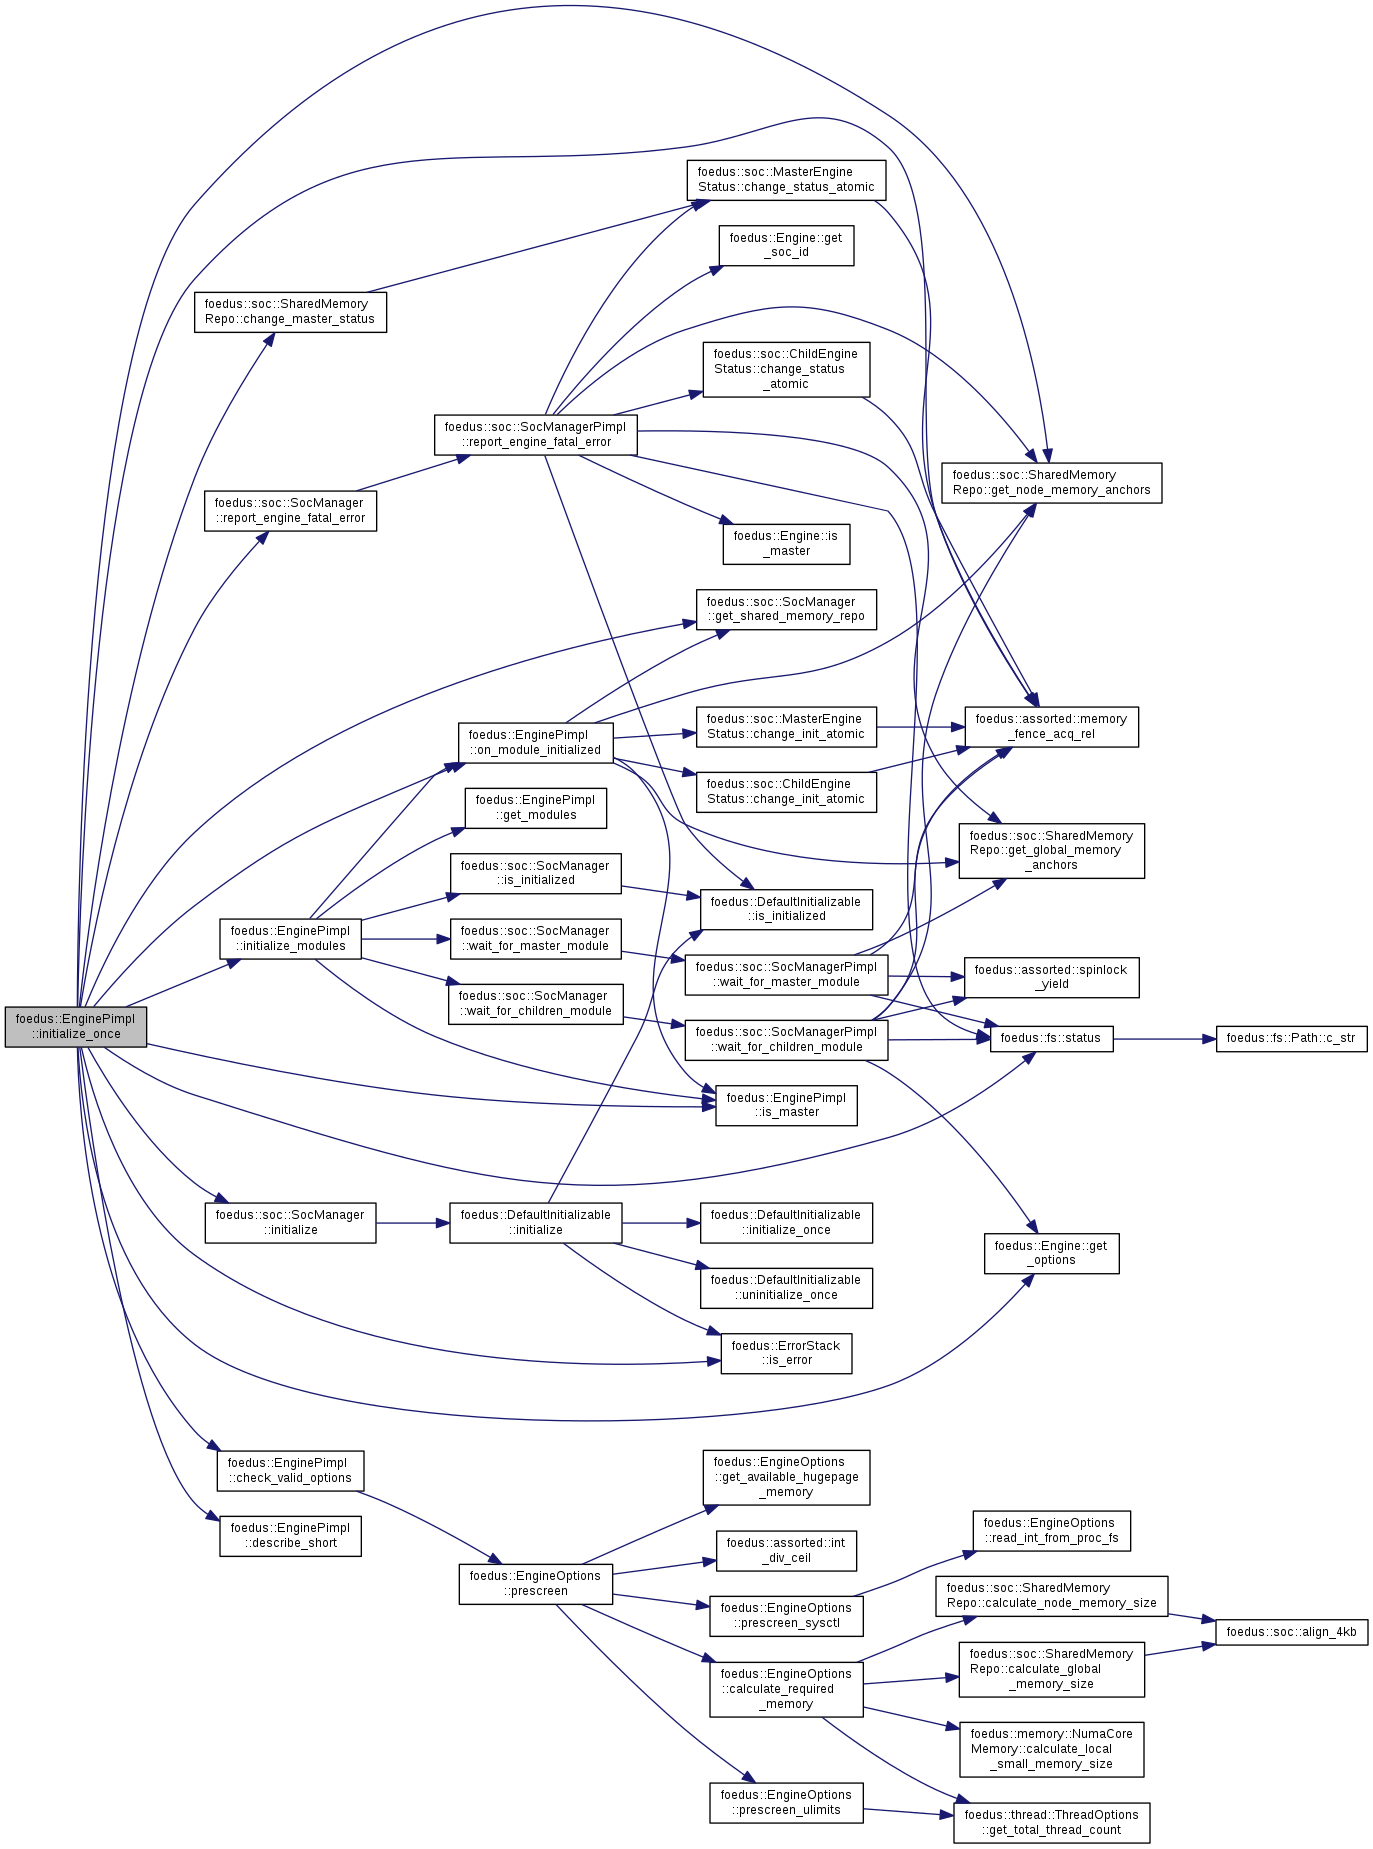 foedus::soc::MasterEngine
Status::change_status_atomic
foedus::Engine::get
_soc_id
foedus::soc::SharedMemory
Repo::change_master_status
foedus::soc::ChildEngine
Status::change_status
_atomic
foedus::soc::SocManagerPimpl
::report_engine_fatal_error
foedus::soc::SharedMemory
Repo::get_node_memory_anchors
foedus::soc::SocManager
::report_engine_fatal_error
foedus::Engine::is
_master
foedus::soc::SocManager
::get_shared_memory_repo
foedus::EnginePimpl
::on_module_initialized
foedus::soc::MasterEngine
Status::change_init_atomic
foedus::assorted::memory
_fence_acq_rel
foedus::soc::ChildEngine
Status::change_init_atomic
foedus::EnginePimpl
::get_modules
foedus::soc::SharedMemory
Repo::get_global_memory
_anchors
foedus::soc::SocManager
::is_initialized
foedus::DefaultInitializable
::is_initialized
foedus::EnginePimpl
::initialize_modules
foedus::soc::SocManager
::wait_for_master_module
foedus::soc::SocManagerPimpl
::wait_for_master_module
foedus::assorted::spinlock
_yield
foedus::soc::SocManager
::wait_for_children_module
foedus::EnginePimpl
::initialize_once
foedus::soc::SocManagerPimpl
::wait_for_children_module
foedus::fs::status
foedus::fs::Path::c_str
foedus::EnginePimpl
::is_master
foedus::soc::SocManager
::initialize
foedus::DefaultInitializable
::initialize
foedus::DefaultInitializable
::initialize_once
foedus::Engine::get
_options
foedus::DefaultInitializable
::uninitialize_once
foedus::ErrorStack
::is_error
foedus::EnginePimpl
::check_valid_options
foedus::EngineOptions
::get_available_hugepage
_memory
foedus::EnginePimpl
::describe_short
foedus::assorted::int
_div_ceil
foedus::EngineOptions
::read_int_from_proc_fs
foedus::EngineOptions
::prescreen
foedus::EngineOptions
::prescreen_sysctl
foedus::soc::SharedMemory
Repo::calculate_node_memory_size
foedus::soc::align_4kb
foedus::EngineOptions
::calculate_required
_memory
foedus::soc::SharedMemory
Repo::calculate_global
_memory_size
foedus::memory::NumaCore
Memory::calculate_local
_small_memory_size
foedus::EngineOptions
::prescreen_ulimits
foedus::thread::ThreadOptions
::get_total_thread_count